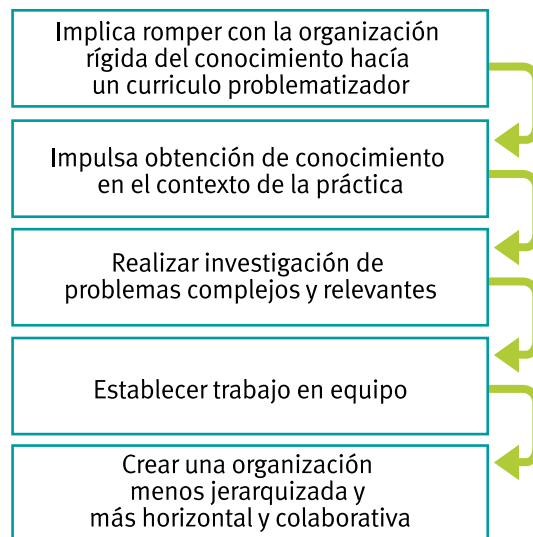 Implica romper con la organización
rígida del conocimiento hacía
un curriculo problematizador
Impulsa obtención de conocimiento
en el contexto de la práctica
Realizar investigación de
problemas complejos y relevantes
Establecer trabajo en equipo
Crear una organización
menos jerarquizada y
más horizontal y colaborativa